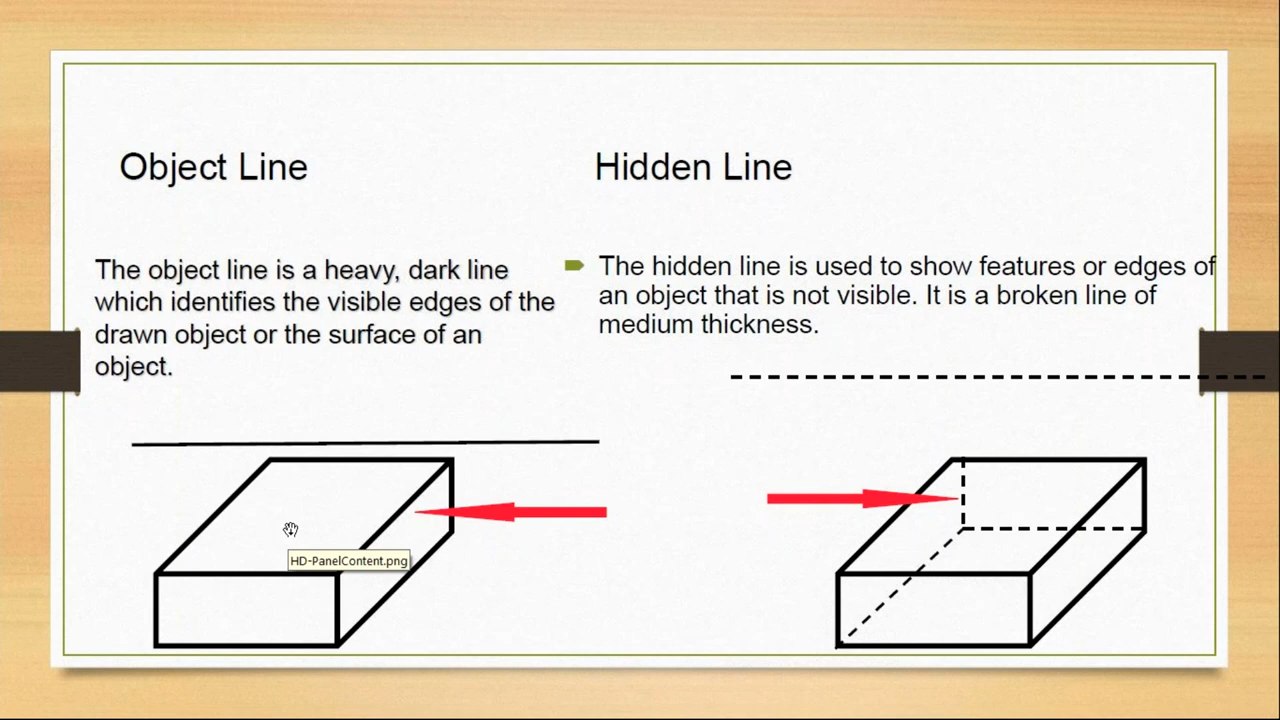 Object Line
The object line is a heavy, dark line
which identifies the visible edges of the
drawn object or the surface of an
object.
HD-PanelContent.png
Hidden Line
The hidden line is used to show features or edges of
an object that is not visible. It is a broken line of
medium thickness.